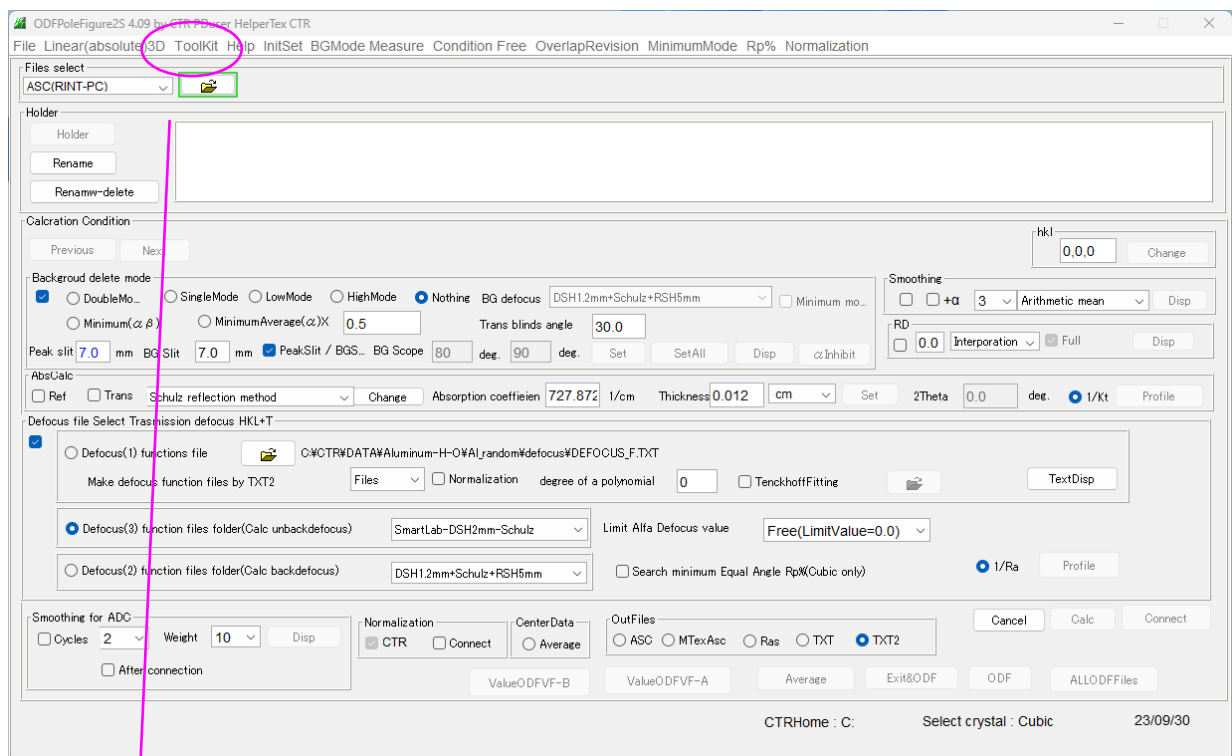 ODFPoleFigure2S 4.09 by CTR PDuser HelperTex CTR
File Linear(absolute)3D ToolKit Help InitSet BGMode Measure Condition Free OverlapRevision MinimumMode Rp% Normalization
Files select
ASC(RINT-PC)
Holder
Holder
Rename
Renamw-delete
Calcration Condition
Previous Next
hkl
0,0,0 Change
Backgroud delete mode
DoubleMo... SingleMode LowMode HighMode Nothing BG defocus DSH1.2mm+Schulz+RSH5mm Minimum mo...
Minimum(αβ) MinimumAverage(α)X 0.5 Trans blinds angle 30.0
Peak slit 7.0 mm BG Slit 7.0 mm PeakSlit / BGS... BG Scope 80 deg. 90 deg. Set SetAll Disp αInhibit
Smoothing
+α 3 Arithmetic mean Disp
RD
0.0 Interporation Full Disp
AbsCalc
Ref Trans Schulz reflection method Change Absorption coeffieien 727.872 1/cm Thickness 0.012 cm Set 2Theta 0.0 deg. 1/Kt Profile
Defocus file Select Trasmission defocus HKL+T
Defocus(1) functions file C:¥CTR¥DATA¥Aluminum-H-O¥Al_random¥defocus¥DEFOCUS_F.TXT
Make defocus function files by TXT2 Files Normalization degree of a polynomial 0 TenckhoffFitting TextDisp
Defocus(3) function files folder(Calc unbackdefocus) SmartLab-DSH2mm-Schulz Limit Alfa Defocus value Free(LimitValue=0.0)
Defocus(2) function files folder(Calc backdefocus) DSH1.2mm+Schulz+RSH5mm Search minimum Equal Angle Rp%(Cubic only) 1/Ra Profile
Smoothing for ADC
Cycles 2 Weight 10 Disp
After connection
Normalization
CTR Connect
CenterData
Average
OutFiles
ASC MTexAsc Ras TXT TXT2
Cancel Calc Connect
ValueODFVF-B ValueODFVF-A Average Exit&ODF ODF ALLODFFiles
CTRHome : C: Select crystal : Cubic 23/09/30